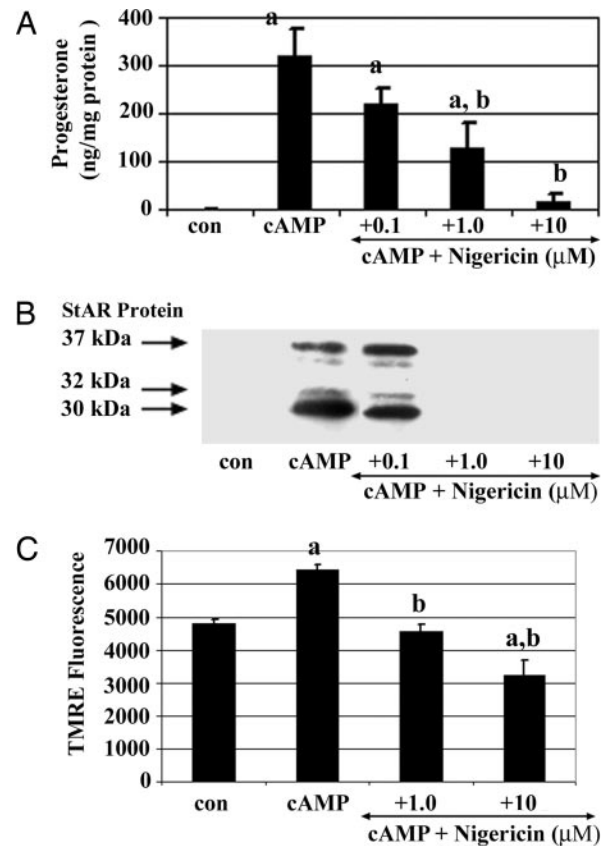 A
Progesterone
(ng/mg protein)
400
300
200
100
0
a
a
a, b
b
con
cAMP
+0.1
+1.0
+10
cAMP + Nigericin (μM)
B
StAR Protein
37 kDa
32 kDa
30 kDa
con
cAMP
+0.1
+1.0
+10
cAMP + Nigericin (μM)
C
TMRE Fluorescence
7000
6000
5000
4000
3000
2000
1000
0
a
b
a,b
con
cAMP
+1.0
+10
cAMP + Nigericin (μM)